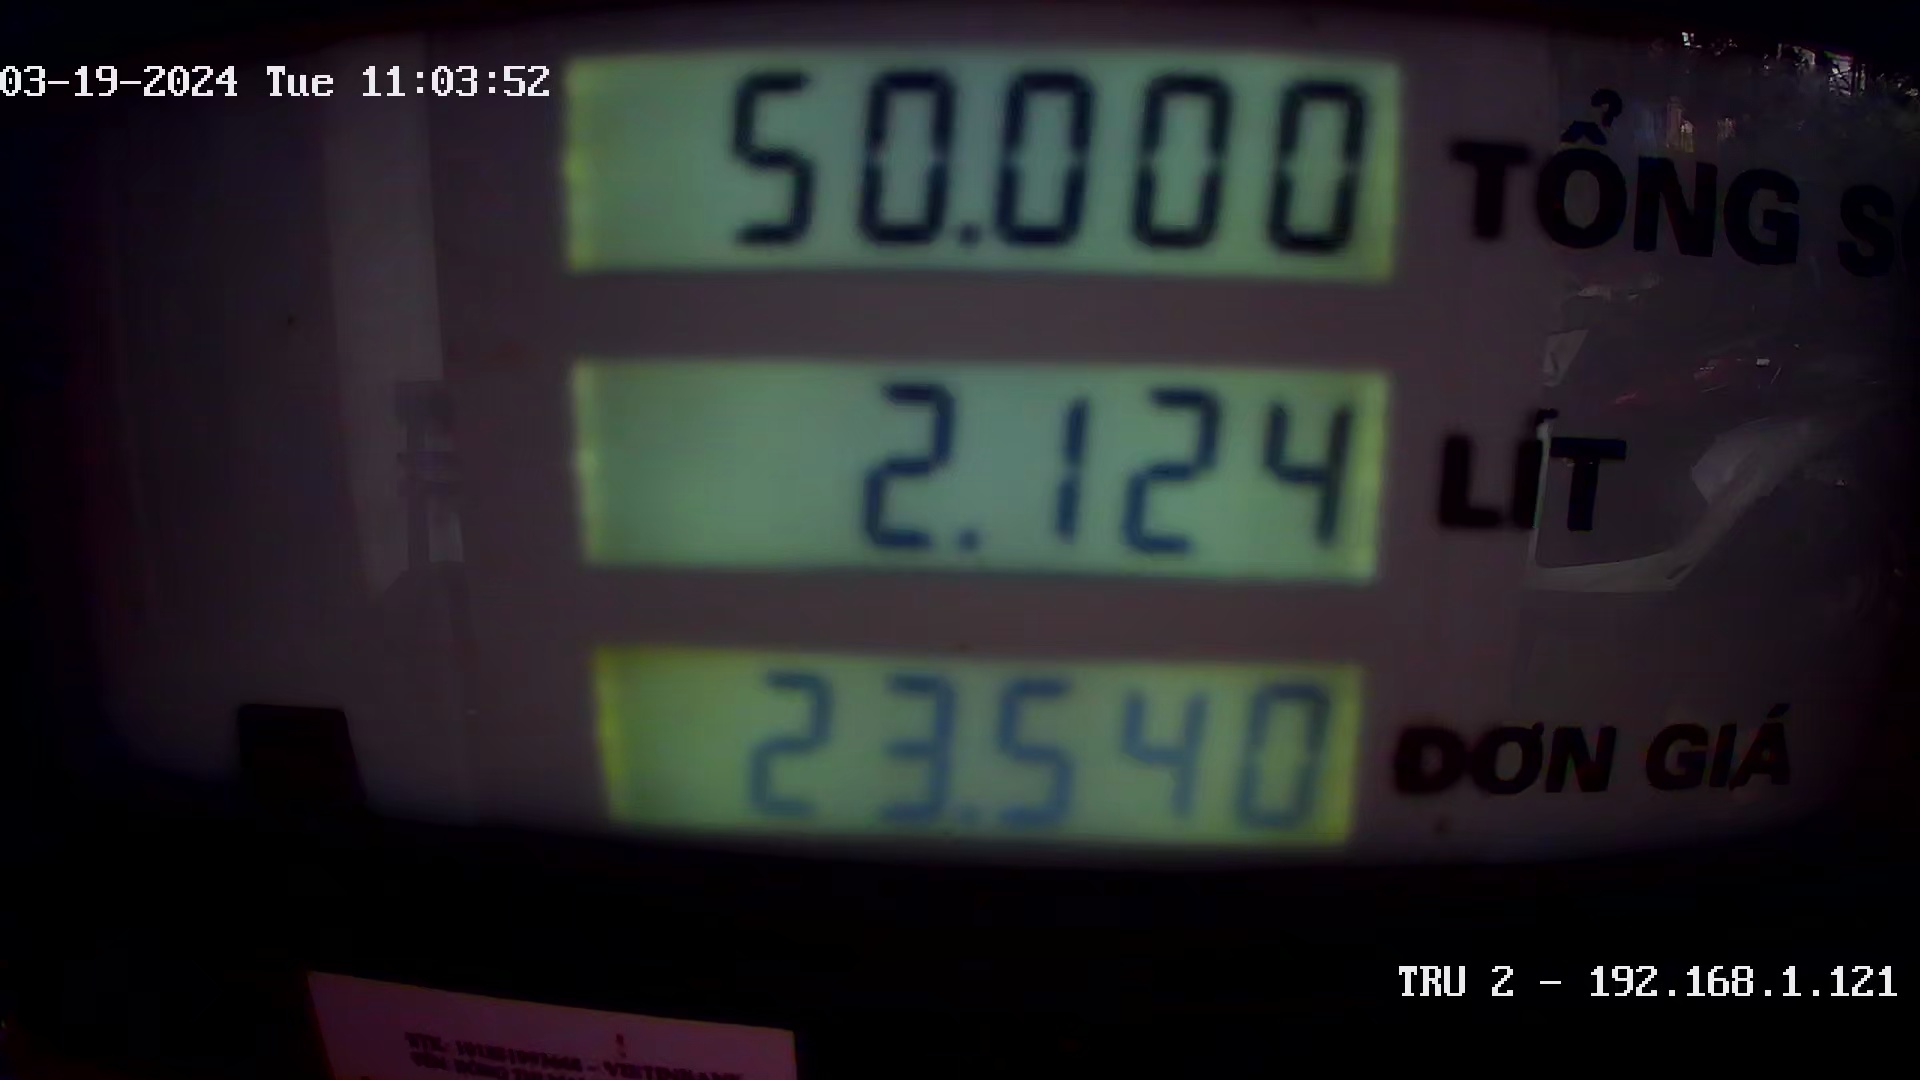 03-19-2024 Tue 11:03:52
50.000 TỔNG SỐ
2.124 LÍT
23.540 ĐƠN GIÁ
TRU 2 - 192.168.1.121